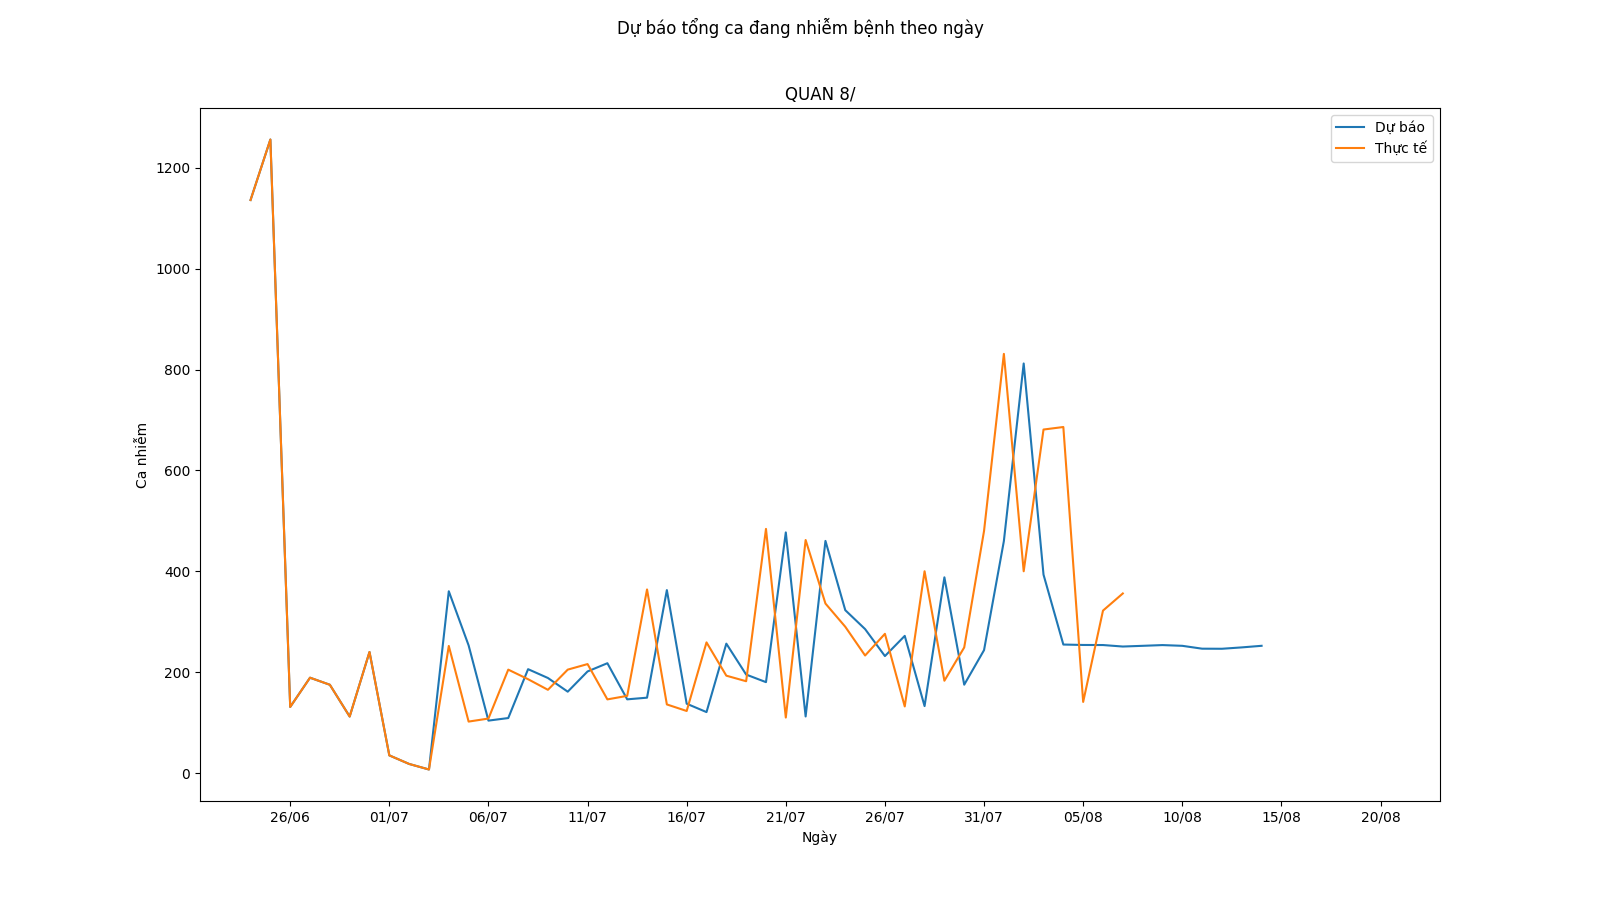 Dự báo tổng ca đang nhiễm bệnh theo ngày
QUAN 8/
Dự báo
Thực tế
1200
1000
800
600
400
200
0
Ca nhiễm
26/06 01/07 06/07 11/07 16/07 21/07 26/07 31/07 05/08 10/08 15/08 20/08
Ngày